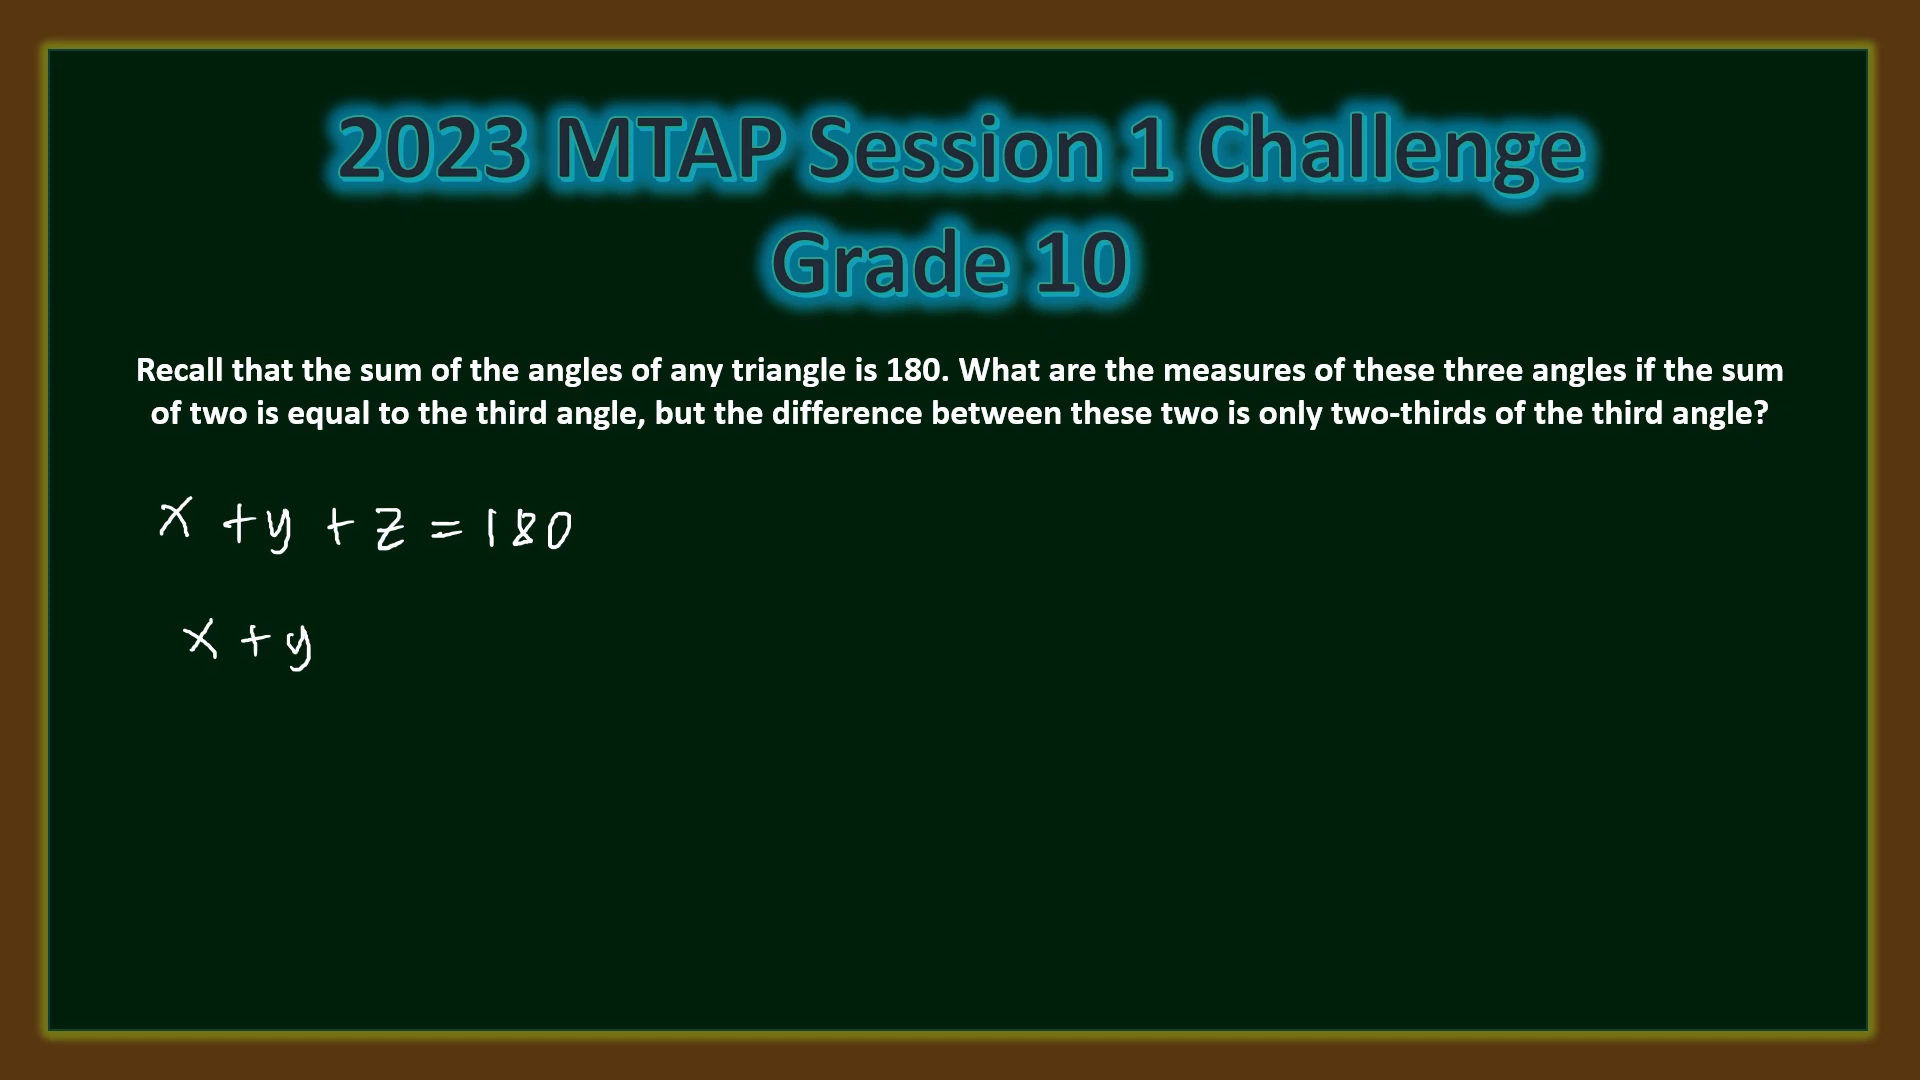 2023 MTAP Session 1 Challenge
Grade 10
Recall that the sum of the angles of any triangle is 180. What are the measures of these three angles if the sum
of two is equal to the third angle, but the difference between these two is only two-thirds of the third angle?
x + y + z = 180
x + y